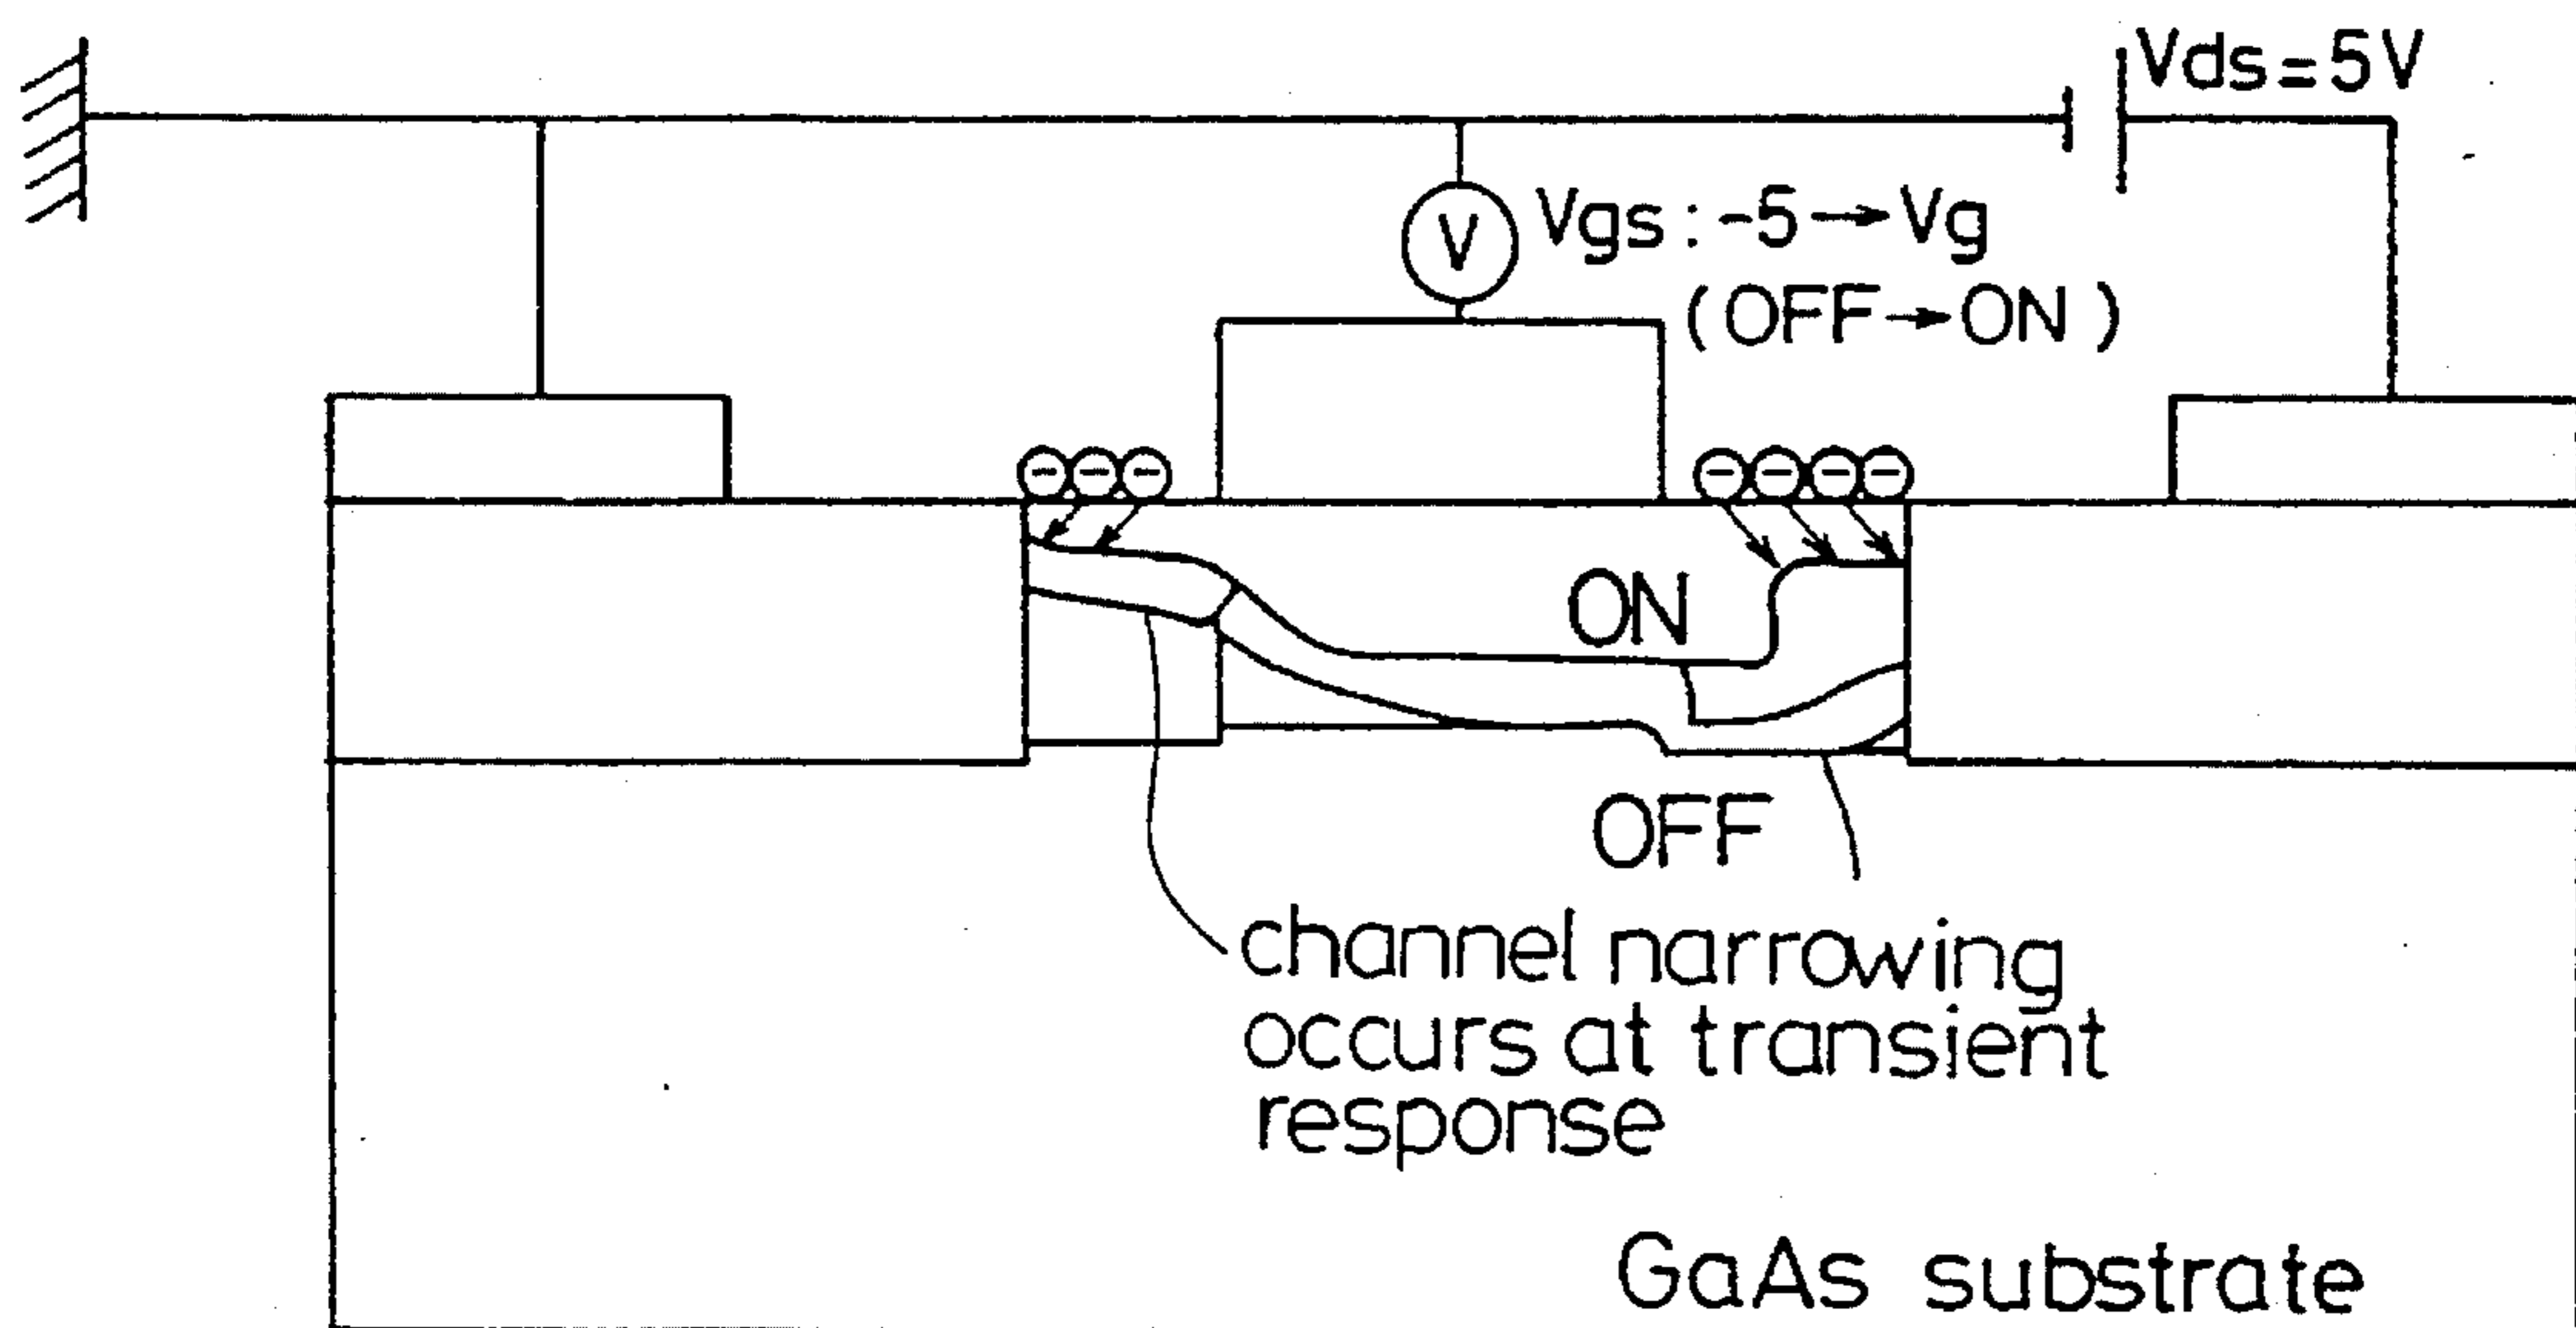 Vds=5V
V
Vgs:-5→Vg
(OFF→ON)
ON
OFF
channel narrowing
occurs at transient
response
GaAs substrate